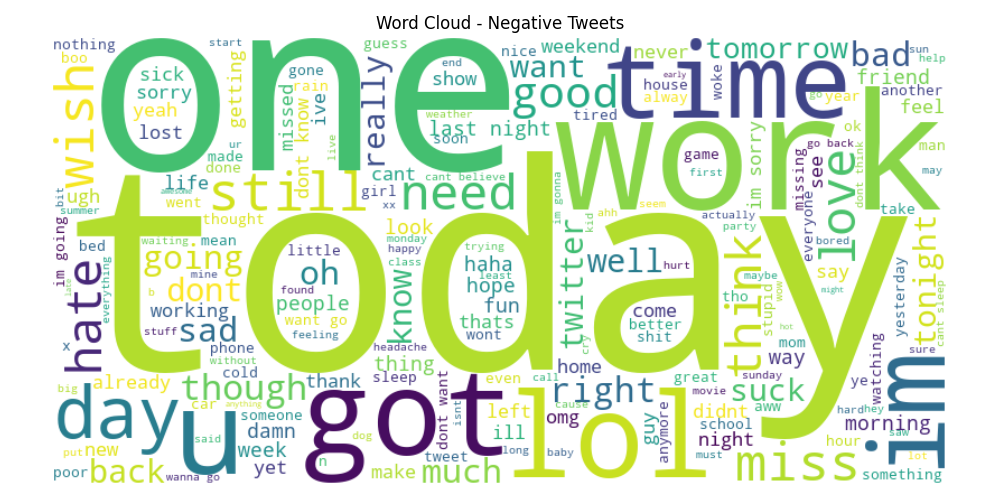 Word Cloud - Negative Tweets
nothing
boo
wish
one
sick
sorry
yeah
lost
start
getting
gone
rain
missed
dont know
ive
guess
really
end
show
nice
weekend
want
good
never
tomorrow
bad
sun
help
friend
another
feel
time
house
early
alway
woke
go
year
tired
last night
soon
weather
live
ur
made
done
work
game
first
im sorry
ok
go back
man
missing
see
love
dont think
may
ugh
bit
summer
awesome
life
went
still
thought
cant
girl
xx
cant believe
need
look
im gonna
kid
ahh
seem
actually
party
everyone
bored
take
today
im going
bed
hate
late
everything
waiting
mean
going
mine
b
dont
working
stuff
sad
x
phone
without
cold
little
oh
found
people
want go
feeling
monday
happy
class
know
headache
trying
haha
least
hope
fun
thats
wont
twitter
cry
well
hurt
come
better
shit
think
tho
maybe
stupid
wow
hot
mom
way
say
might
yesterday
tonight
cant sleep
sure
big
already
day
put
new
poor
back
wanna go
car
u
said
though
anything
someone
damn
week
yet
thank
got
n
dog
thing
sleep
make
dont want
tweet
isnt
much
even
left
ill
long
call
cause
omg
baby
home
right
lol
guy
anymore
great
didnt
school
night
must
sunday
movie
suck
aww
miss
ye
watching
hard
hey
saw
morning
hour
lot
something
im